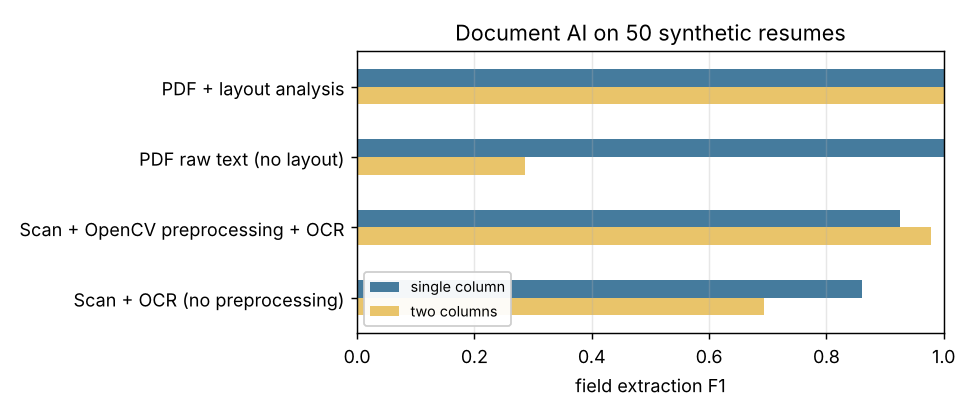 Document AI on 50 synthetic resumes
PDF + layout analysis
PDF raw text (no layout)
Scan + OpenCV preprocessing + OCR
Scan + OCR (no preprocessing)
single column
two columns
0.0 0.2 0.4 0.6 0.8 1.0
field extraction F1